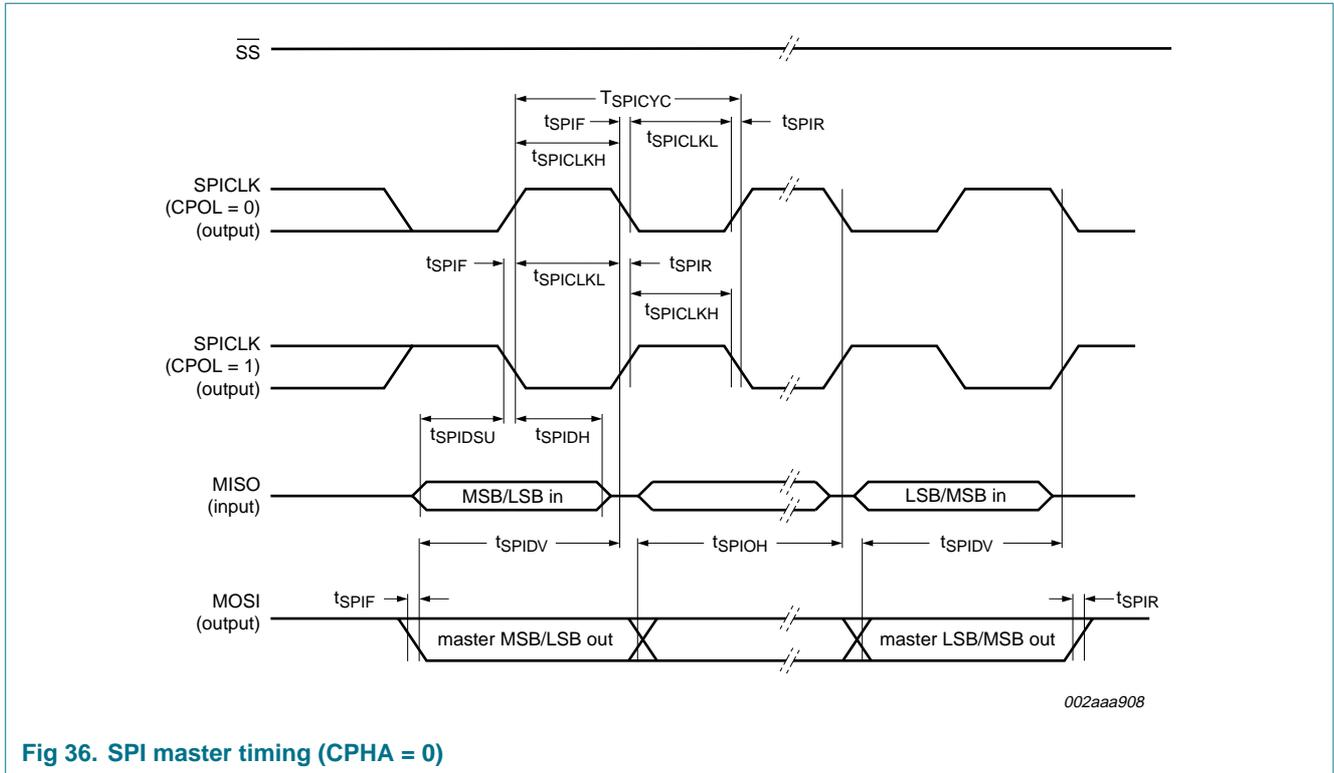 SS
TSPICYC
tSPIF
tSPICLKL
tSPIR
tSPICLKH
SPICLK
(CPOL = 0)
(output)
tSPIF
tSPICLKL
tSPIR
tSPICLKH
SPICLK
(CPOL = 1)
(output)
tSPIDSU
tSPIDH
MISO
(input)
MSB/LSB in
LSB/MSB in
tSPIDV
tSPIOH
tSPIDV
MOSI
(output)
tSPIF
tSPIR
master MSB/LSB out
master LSB/MSB out
002aaa908
Fig 36. SPI master timing (CPHA = 0)